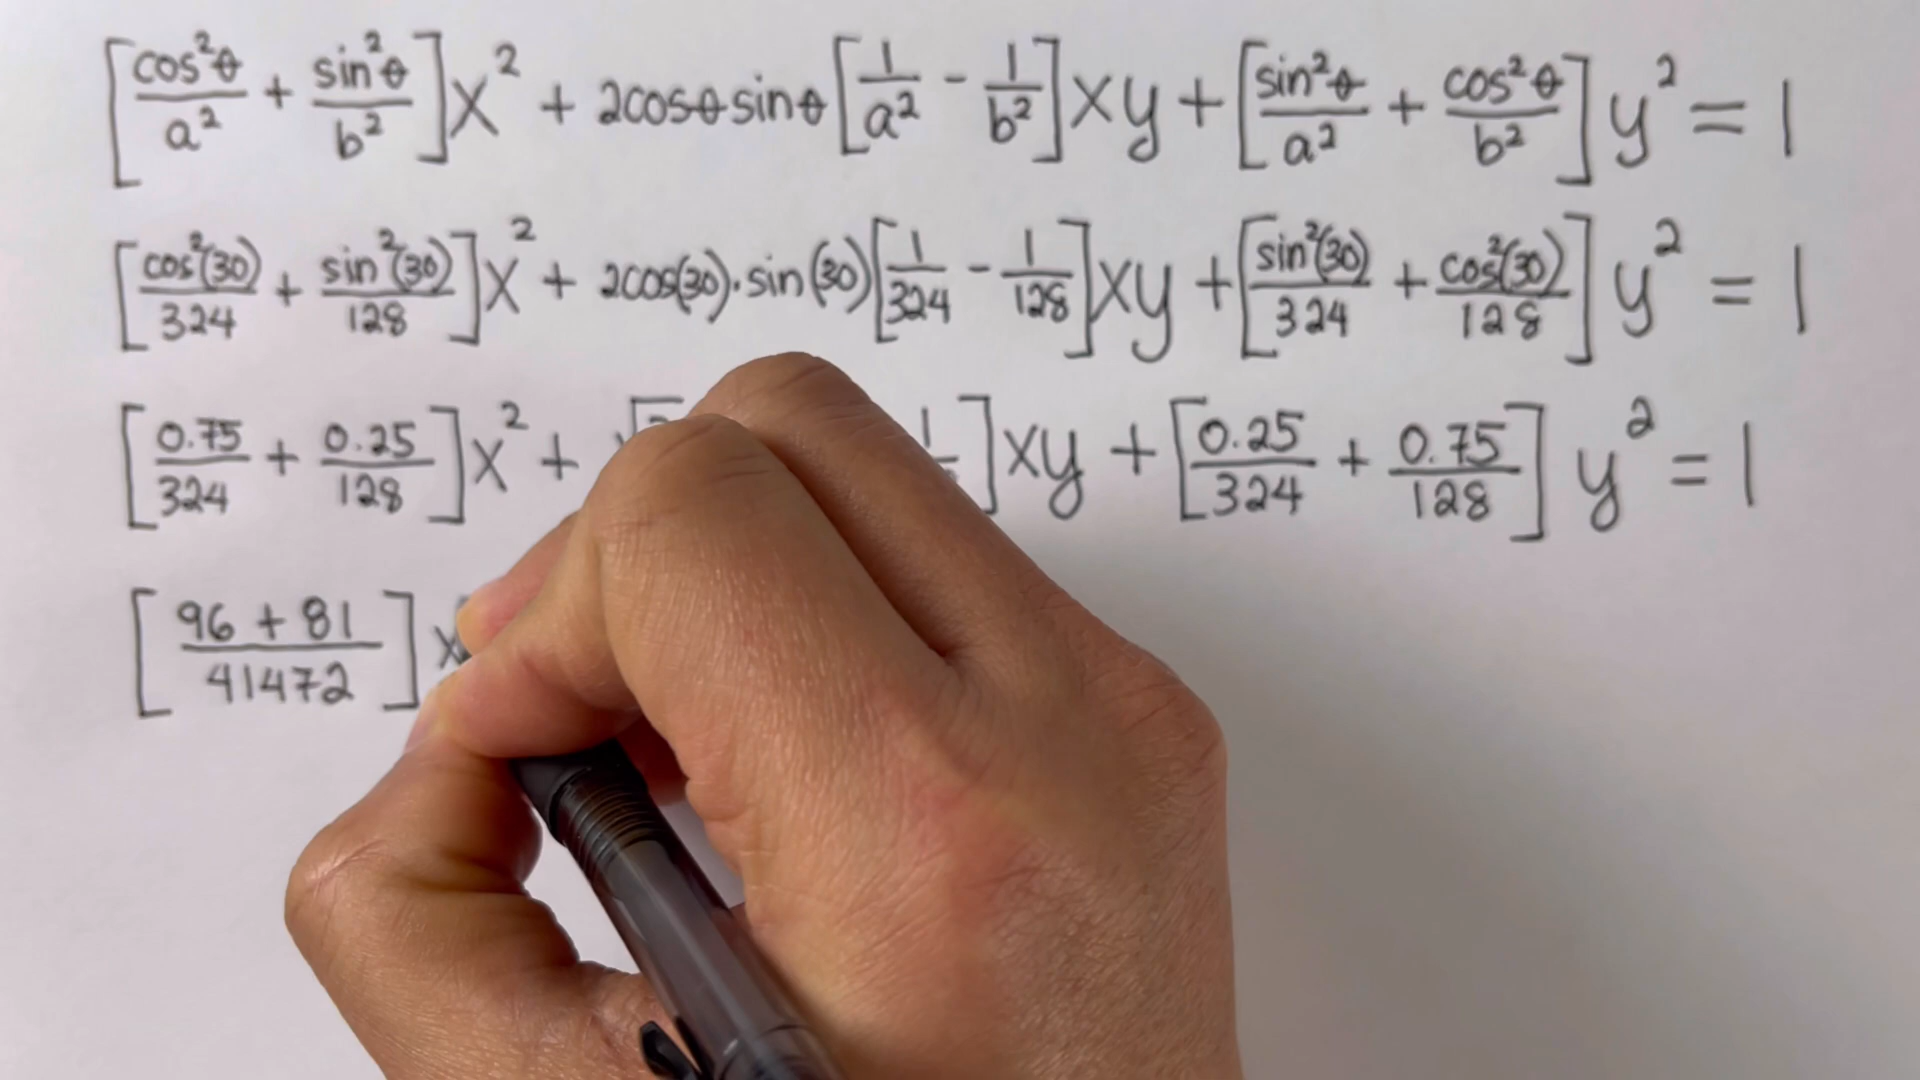 [cos²θ/a² + sin²θ/b²]x² + 2cosθsinθ[1/a² - 1/b²]xy + [sin²θ/a² + cos²θ/b²]y² = 1
[cos²(30)/324 + sin²(30)/128]x² + 2cos(30)·sin(30)[1/324 - 1/128]xy + [sin²(30)/324 + cos²(30)/128]y² = 1
[0.75/324 + 0.25/128]x² + √ 1 ]xy + [0.25/324 + 0.75/128]y² = 1
[96 + 81/41472]x